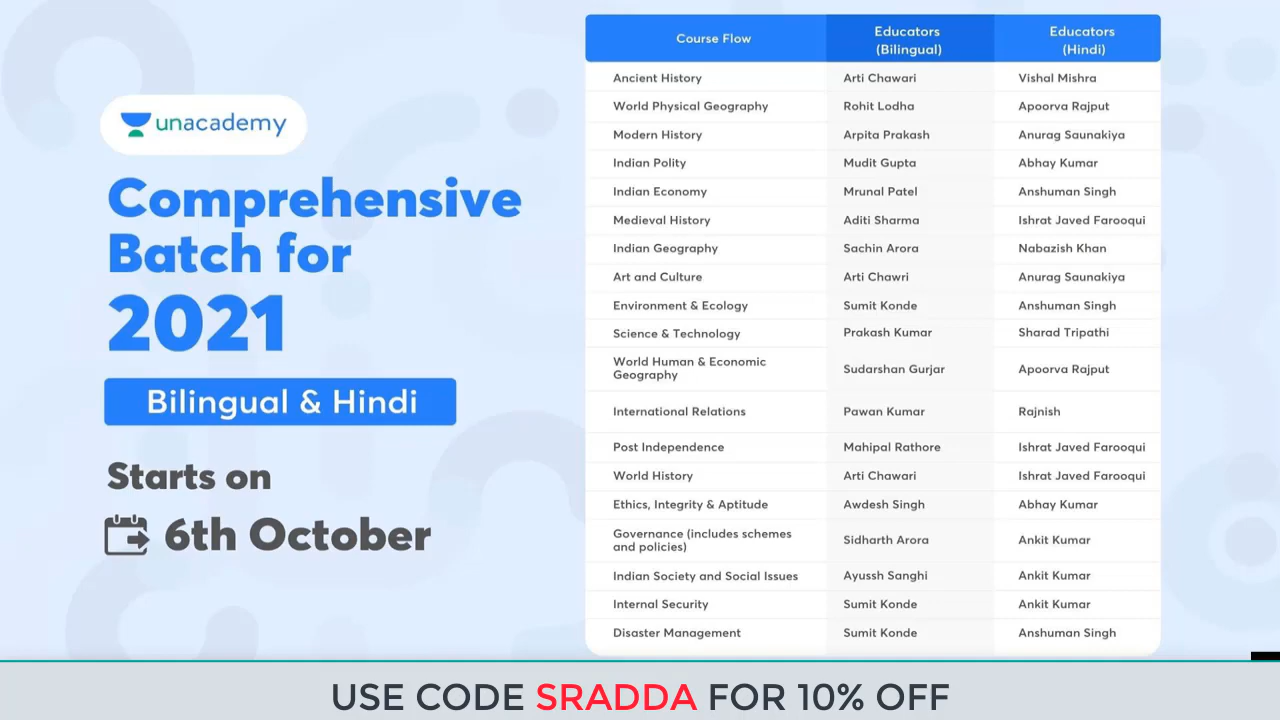 unacademy
Comprehensive
Batch for
2021
Bilingual & Hindi
Starts on
6th October
Course Flow Educators (Bilingual) Educators (Hindi)
Ancient History Arti Chawari Vishal Mishra
World Physical Geography Rohit Lodha Apoorva Rajput
Modern History Arpita Prakash Anurag Saunakiya
Indian Polity Mudit Gupta Abhay Kumar
Indian Economy Mrunal Patel Anshuman Singh
Medieval History Aditi Sharma Ishrat Javed Farooqui
Indian Geography Sachin Arora Nabazish Khan
Art and Culture Arti Chawri Anurag Saunakiya
Environment & Ecology Sumit Konde Anshuman Singh
Science & Technology Prakash Kumar Sharad Tripathi
World Human & Economic
Geography Sudarshan Gurjar Apoorva Rajput
International Relations Pawan Kumar Rajnish
Post Independence Mahipal Rathore Ishrat Javed Farooqui
World History Arti Chawari Ishrat Javed Farooqui
Ethics, Integrity & Aptitude Awdesh Singh Abhay Kumar
Governance (includes schemes
and policies) Sidharth Arora Ankit Kumar
Indian Society and Social Issues Ayussh Sanghi Ankit Kumar
Internal Security Sumit Konde Ankit Kumar
Disaster Management Sumit Konde Anshuman Singh
USE CODE SRADDA FOR 10% OFF